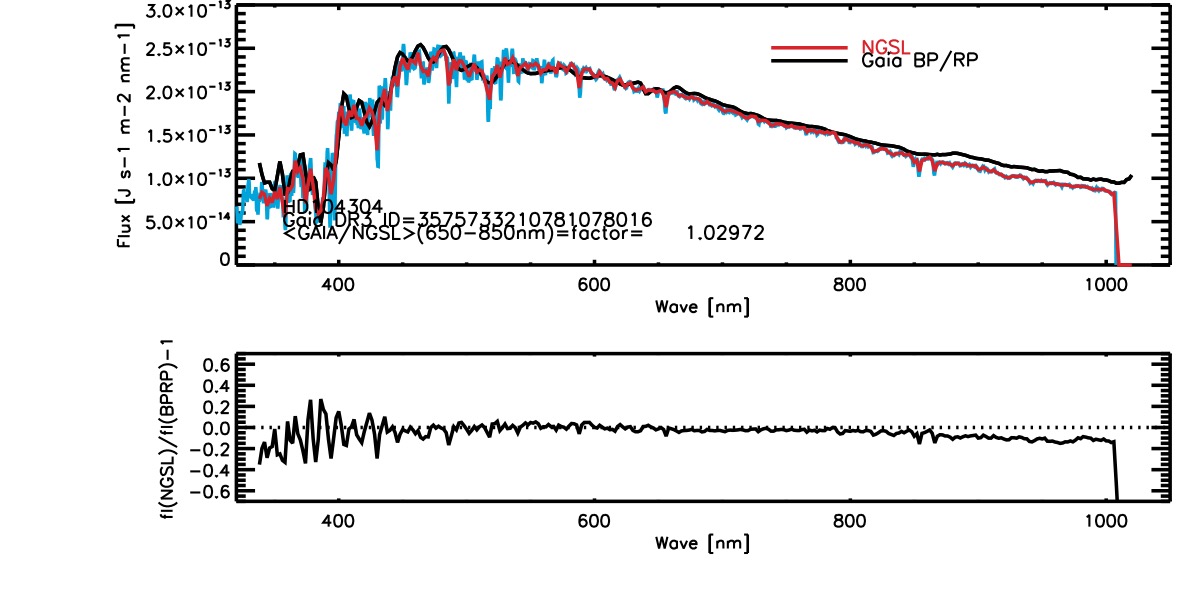 3.0×10−13
2.5×10−13
2.0×10−13
1.5×10−13
1.0×10−13
5.0×10−14
0
Flux [J s−1 m−2 nm−1]
NGSL
Gaia BP/RP
HD104304
Gaia DR3 ID=3575733210781078016
<GAIA/NGSL>(650−850nm)=factor= 1.02972
400 600 800 1000
Wave [nm]
fl(NGSL)/fl(BPRP)−1
0.6
0.4
0.2
0.0
−0.2
−0.4
−0.6
400 600 800 1000
Wave [nm]